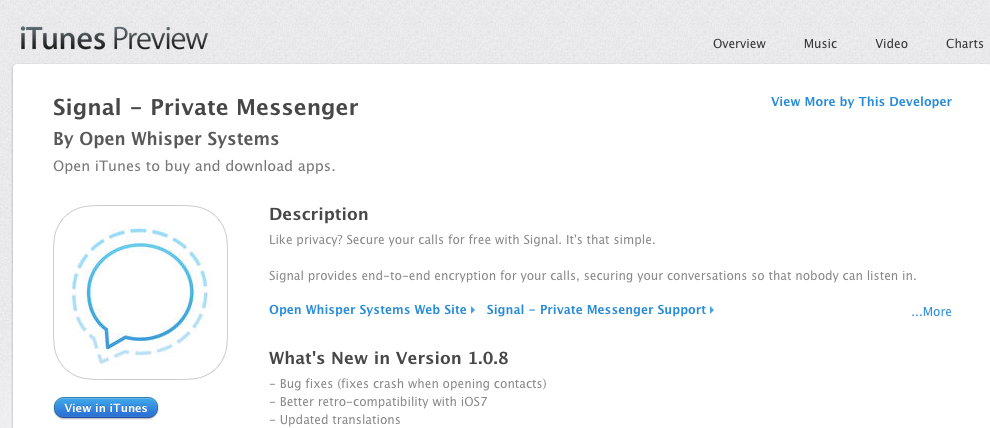 iTunes Preview
Overview Music Video Charts
Signal - Private Messenger
View More by This Developer
By Open Whisper Systems
Open iTunes to buy and download apps.
Description
Like privacy? Secure your calls for free with Signal. It's that simple.
Signal provides end-to-end encryption for your calls, securing your conversations so that nobody can listen in.
Open Whisper Systems Web Site Signal - Private Messenger Support ...More
What's New in Version 1.0.8
- Bug fixes (fixes crash when opening contacts)
- Better retro-compatibility with iOS7
- Updated translations
View in iTunes